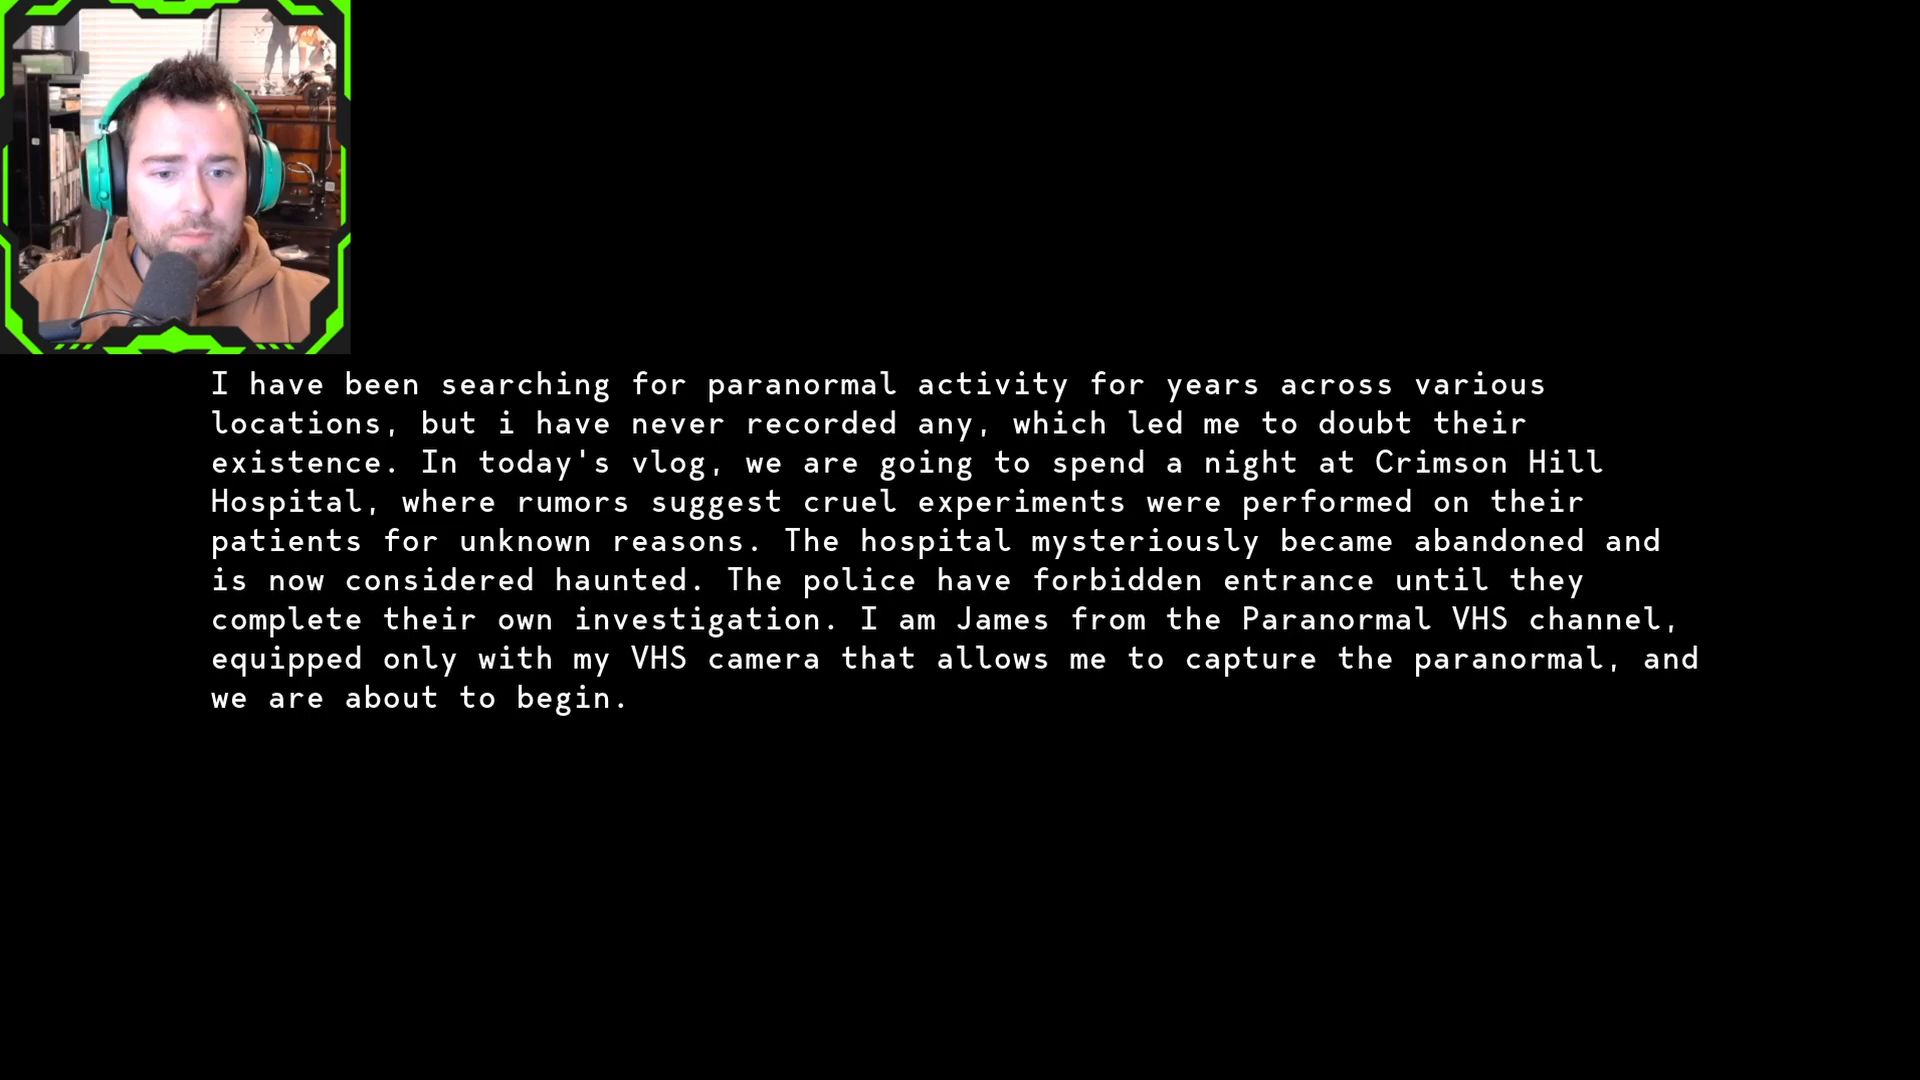 I have been searching for paranormal activity for years across various
locations, but i have never recorded any, which led me to doubt their
existence. In today's vlog, we are going to spend a night at Crimson Hill
Hospital, where rumors suggest cruel experiments were performed on their
patients for unknown reasons. The hospital mysteriously became abandoned and
is now considered haunted. The police have forbidden entrance until they
complete their own investigation. I am James from the Paranormal VHS channel,
equipped only with my VHS camera that allows me to capture the paranormal, and
we are about to begin.